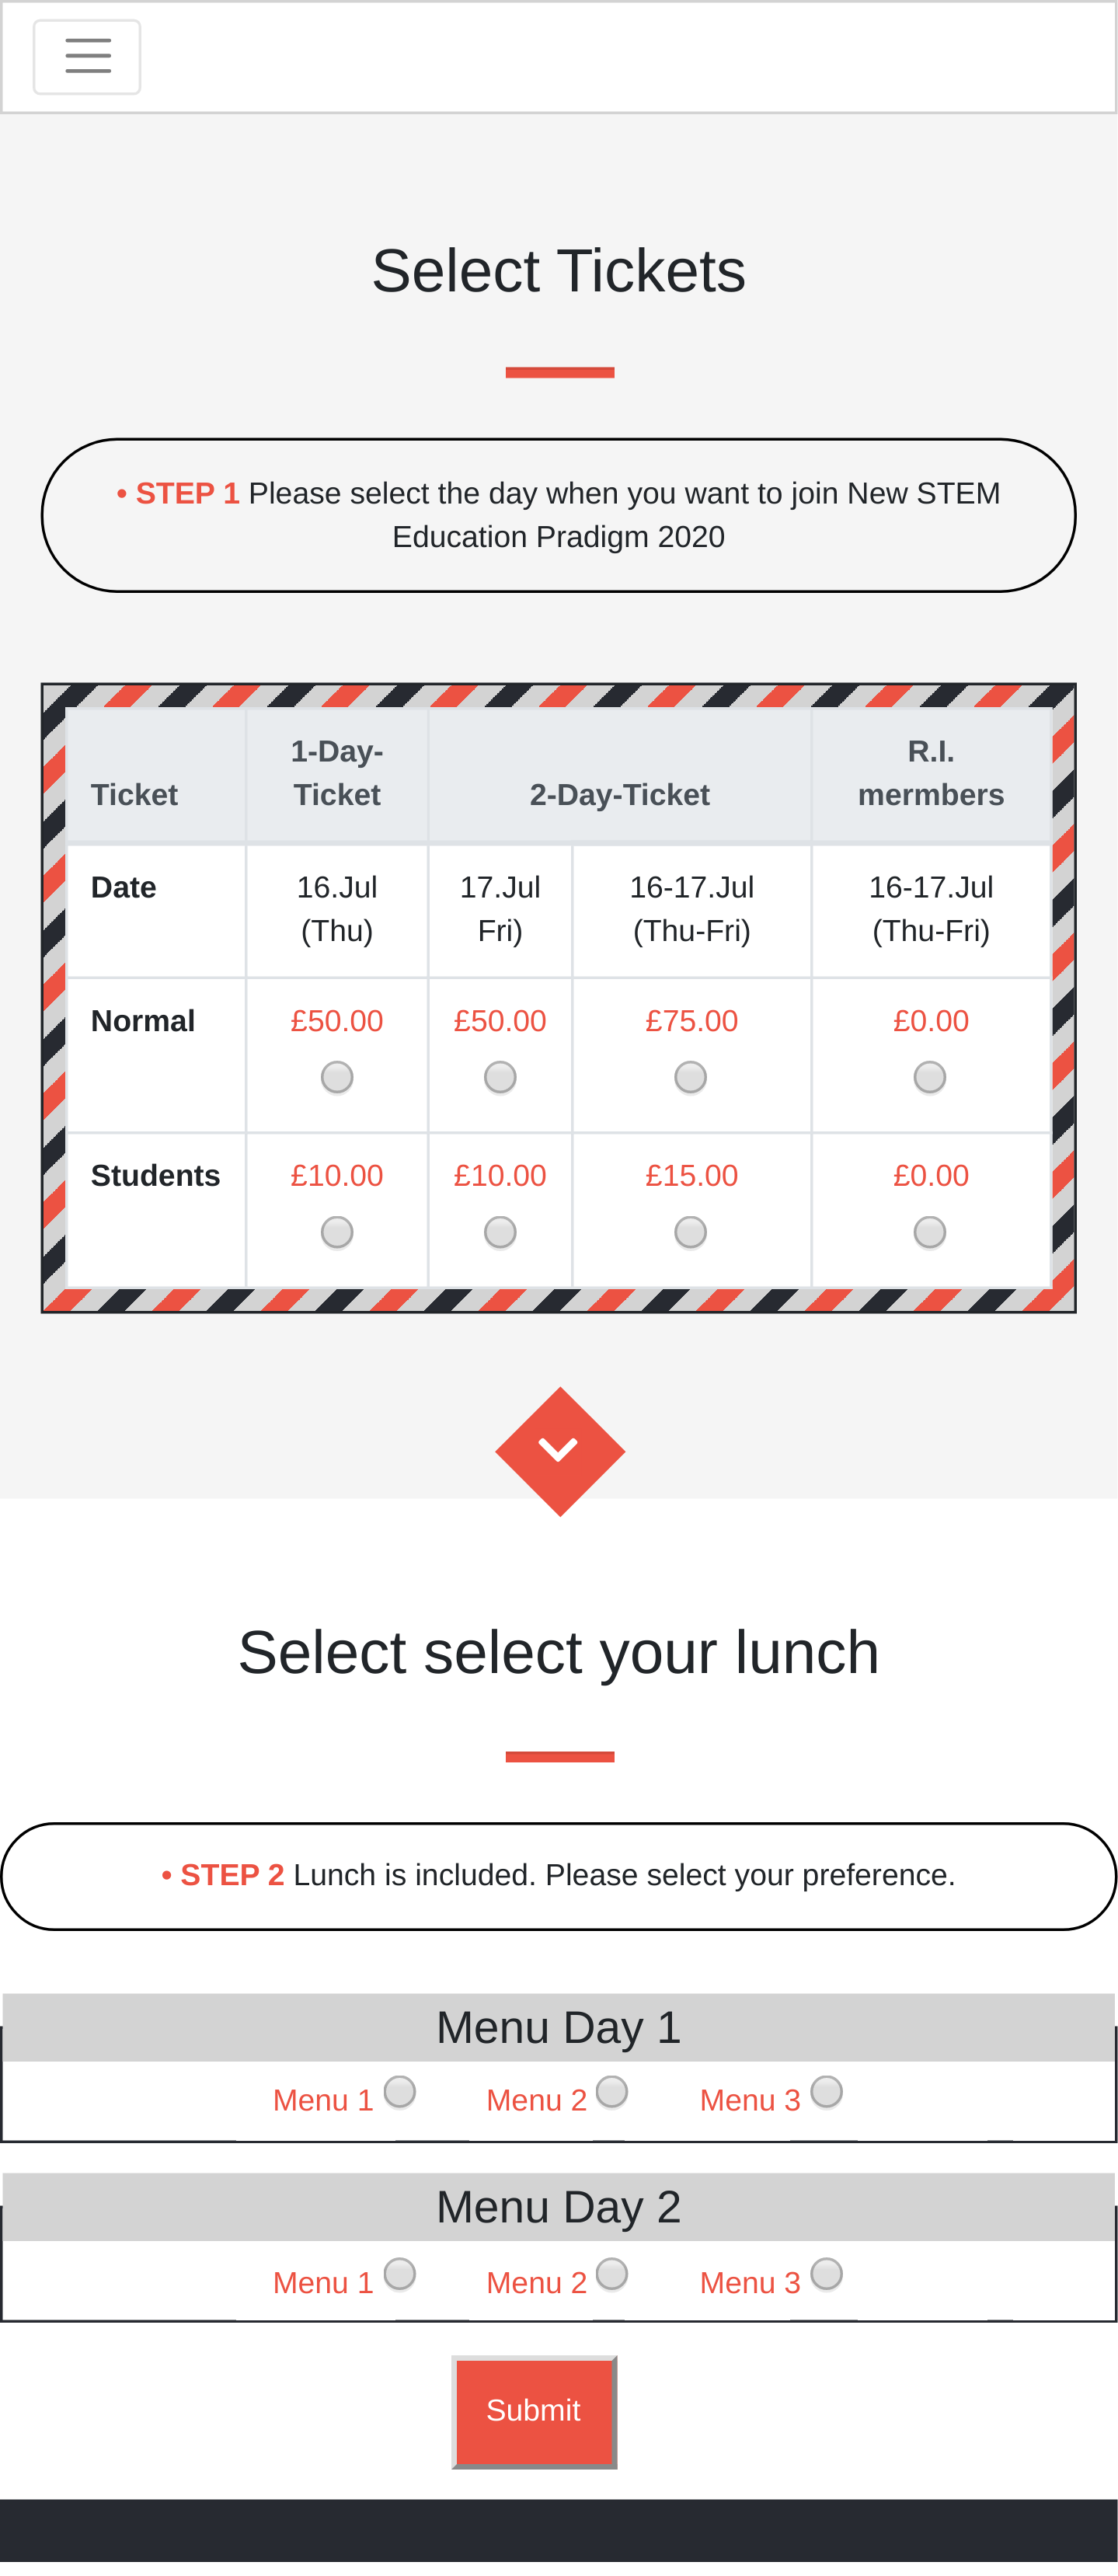 Select Tickets
• STEP 1 Please select the day when you want to join New STEM
Education Pradigm 2020
Ticket 1-Day-Ticket 2-Day-Ticket R.I. mermbers
Date 16.Jul (Thu) 17.Jul Fri) 16-17.Jul (Thu-Fri) 16-17.Jul (Thu-Fri)
Normal £50.00 £50.00 £75.00 £0.00
Students £10.00 £10.00 £15.00 £0.00
Select select your lunch
• STEP 2 Lunch is included. Please select your preference.
Menu Day 1
Menu 1 Menu 2 Menu 3
Menu Day 2
Menu 1 Menu 2 Menu 3
Submit